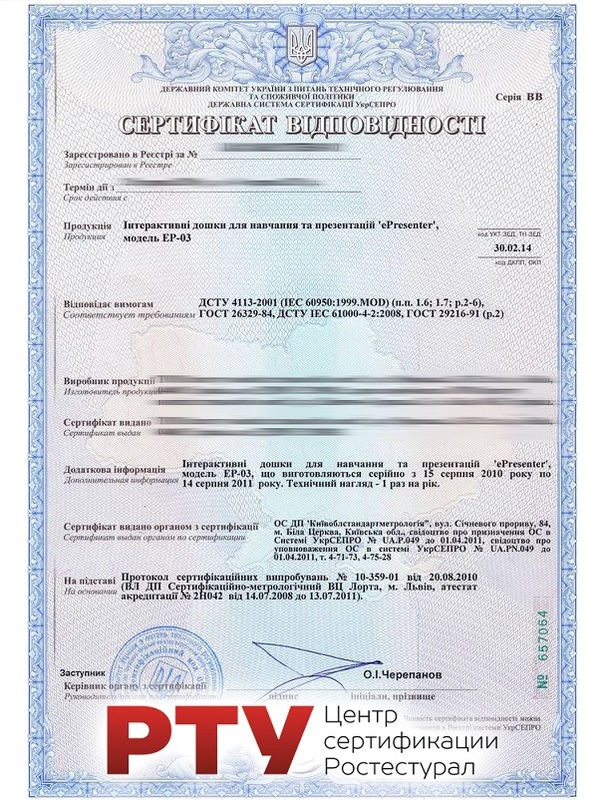 ДЕРЖАВНИЙ КОМІТЕТ УКРАЇНИ З ПИТАНЬ ТЕХНІЧНОГО РЕГУЛЮВАННЯ
ТА СПОЖИВЧОЇ ПОЛІТИКИ
ДЕРЖАВНА СИСТЕМА СЕРТИФІКАЦІЇ УкрСЕПРО
Серія ВВ
СЕРТИФІКАТ ВІДПОВІДНОСТІ
Зареєстровано в Реєстрі за №
Зарегистрирован в Реестре
Термін дії з
Срок действия с
Продукція
Продукция
Інтерактивні дошки для навчання та презентацій 'ePresenter',
модель EP-03
код УКТ ЗЕД, ТН ЗЕД
30.02.14
код ДКПП, ОКП
Відповідає вимогам
Соответствует требованиям
ДСТУ 4113-2001 (IEC 60950:1999.MOD) (п.п. 1.6; 1.7; р.2-6),
ГОСТ 26329-84, ДСТУ IEC 61000-4-2:2008, ГОСТ 29216-91 (р.2)
Виробник продукції
Изготовитель продукции
Сертифікат видано
Сертификат выдан
Додаткова інформація
Дополнительная информация
Інтерактивні дошки для навчання та презентацій 'ePresenter',
модель EP-03, що виготовляються серійно з 15 серпня 2010 року по
14 серпня 2011 року. Технічний нагляд - 1 раз на рік.
Сертифікат видано органом з сертифікації
Сертификат выдан органом по сертификации
ОС ДП 'Київоблстандартметрологія", вул. Січневого прориву, 84,
м. Біла Церква, Київська обл., свідоцтво про призначення ОС в
Системі УкрСЕПРО № UA.P.049 до 01.04.2011, свідоцтво про
уповноваження ОС в системі УкрСЕПРО № UA.PN.049 до
01.04.2011, т. 4-71-73, 4-75-28
На підставі
На основании
Протокол сертифікаційних випробувань № 10-359-01 від 20.08.2010
(ВЛ ДП Сертифікаційно-метрологічний ВЦ Лорта, м. Львів, атестат
акредитації № 2Н042 від 14.07.2008 до 13.07.2011).
№ 657064
Заступник
Керівник органу з сертифікації
О.І.Черепанов
підпис
ініціали, прізвище
відповідності можна
УкрСЕПРО
РТУ
Центр
сертификации
Ростестурал